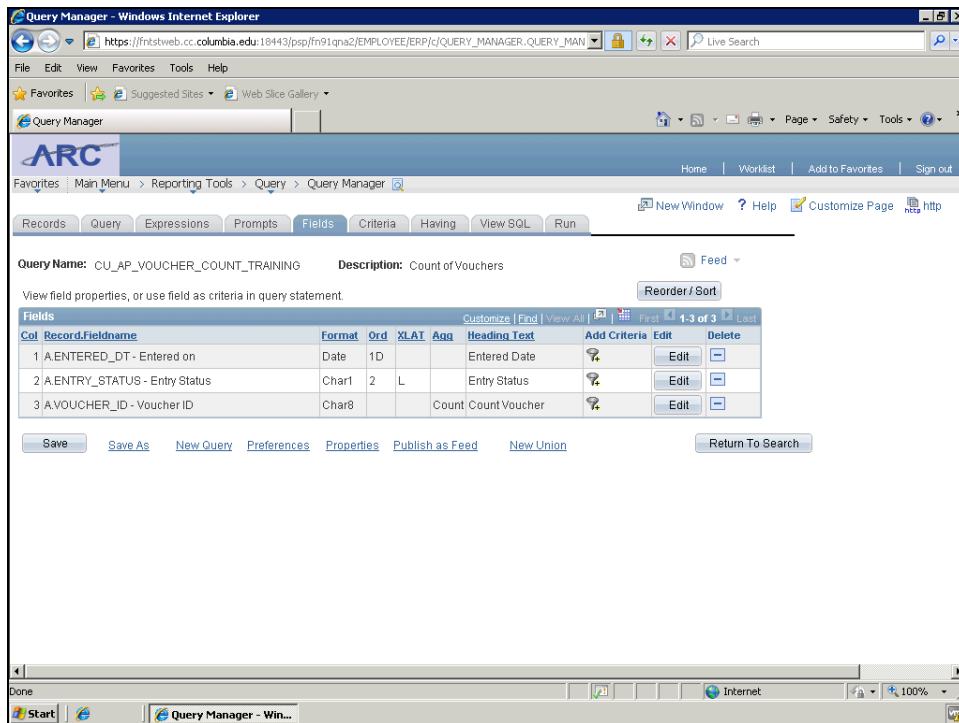 Query Manager - Windows Internet Explorer
https://fntstweb.cc.columbia.edu:18443/psp/fn91qna2/EMPLOYEE/ERP/c/QUERY_MANAGER.QUERY_MAN
Live Search
File Edit View Favorites Tools Help
Favorites Suggested Sites Web Slice Gallery
Query Manager Page Safety Tools
ARC
Home | Worklist | Add to Favorites | Sign out
Favorites Main Menu > Reporting Tools > Query > Query Manager
New Window ? Help Customize Page http
Records Query Expressions Prompts Fields Criteria Having View SQL Run
Query Name: CU_AP_VOUCHER_COUNT_TRAINING Description: Count of Vouchers Feed
View field properties, or use field as criteria in query statement. Reorder / Sort
Fields Customize | Find | View All | First 1-3 of 3 Last
Col Record.Fieldname Format Ord XLAT Agg Heading Text Add Criteria Edit Delete
1 A.ENTERED_DT - Entered on Date 1D Entered Date Edit
2 A.ENTRY_STATUS - Entry Status Char1 2 L Entry Status Edit
3 A.VOUCHER_ID - Voucher ID Char8 Count Count Voucher Edit
Save Save As New Query Preferences Properties Publish as Feed New Union Return To Search
Done Internet 100%
Start Query Manager - Win...